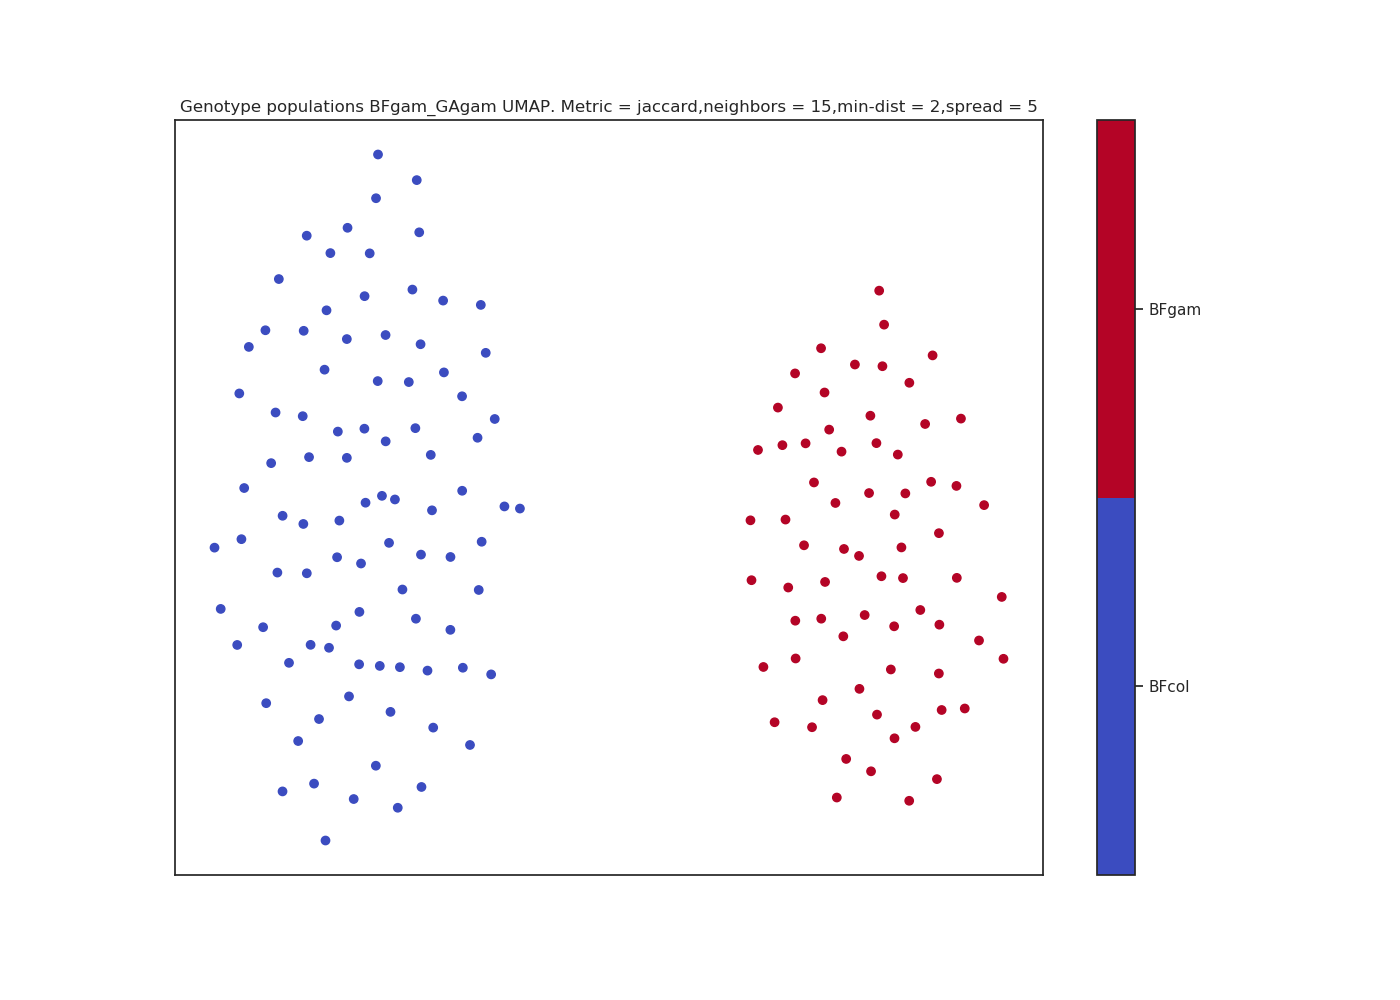 Genotype populations BFgam_GAgam UMAP. Metric = jaccard,neighbors = 15,min-dist = 2,spread = 5
BFgam
BFcol